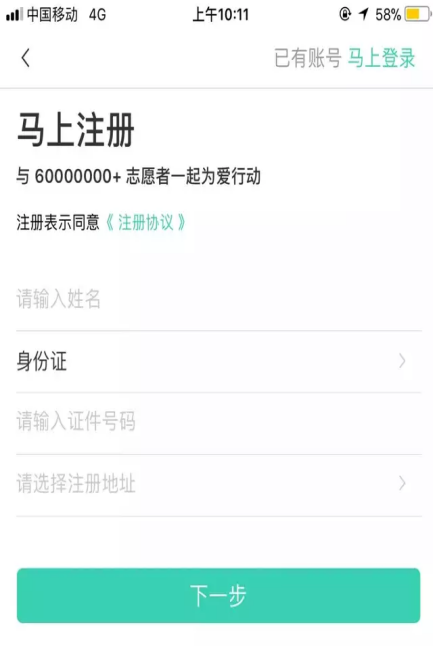 中国移动 4G 上午10:11 58%
已有账号 马上登录
马上注册
与 60000000+ 志愿者一起为爱行动
注册表示同意《 注册协议 》
请输入姓名
身份证
请输入证件号码
请选择注册地址
下一步